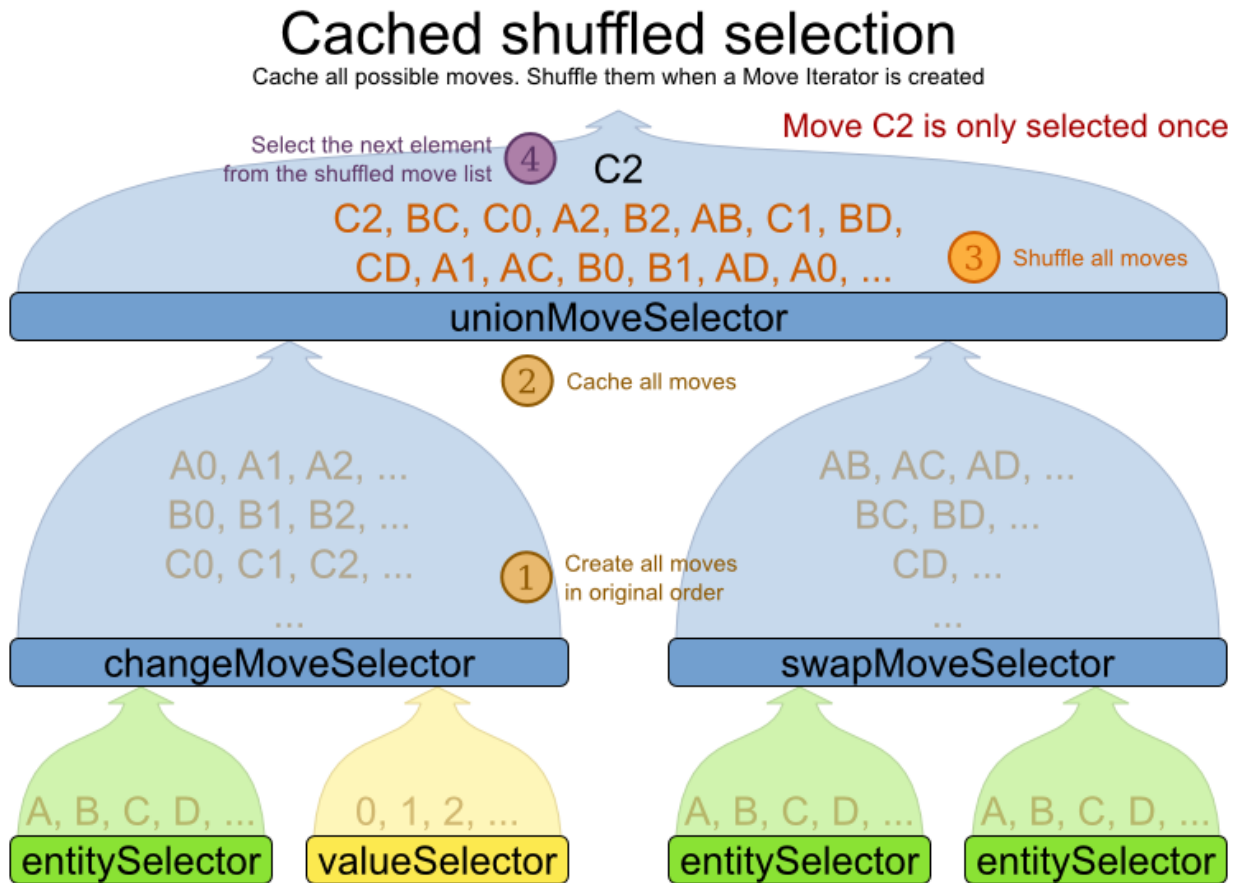 Cached shuffled selection
Cache all possible moves. Shuffle them when a Move Iterator is created
Move C2 is only selected once
Select the next element
from the shuffled move list
4
C2
C2, BC, C0, A2, B2, AB, C1, BD,
CD, A1, AC, B0, B1, AD, A0, ...
3
Shuffle all moves
unionMoveSelector
2
Cache all moves
A0, A1, A2, ...
B0, B1, B2, ...
C0, C1, C2, ...
...
1
Create all moves
in original order
AB, AC, AD, ...
BC, BD, ...
CD, ...
...
changeMoveSelector
swapMoveSelector
A, B, C, D, ...
0, 1, 2, ...
A, B, C, D, ...
A, B, C, D, ...
entitySelector
valueSelector
entitySelector
entitySelector